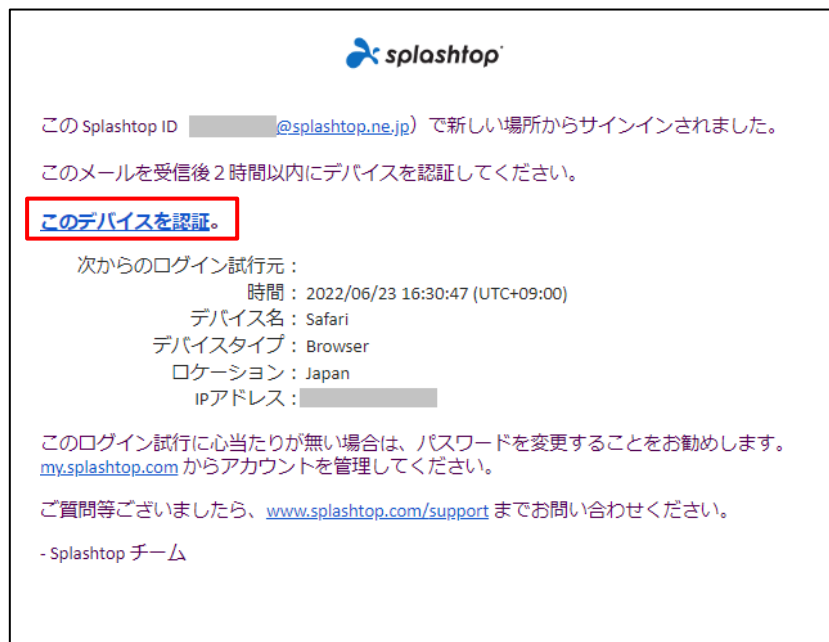 splashtop
この Splashtop ID @splashtop.ne.jp）で新しい場所からサインインされました。
このメールを受信後２時間以内にデバイスを認証してください。
このデバイスを認証。
次からのログイン試行元：
時間：2022/06/23 16:30:47 (UTC+09:00)
デバイス名：Safari
デバイスタイプ：Browser
ロケーション：Japan
IPアドレス：
このログイン試行に心当たりが無い場合は、パスワードを変更することをお勧めします。
my.splashtop.com からアカウントを管理してください。
ご質問等ございましたら、www.splashtop.com/support までお問い合わせください。
- Splashtop チーム